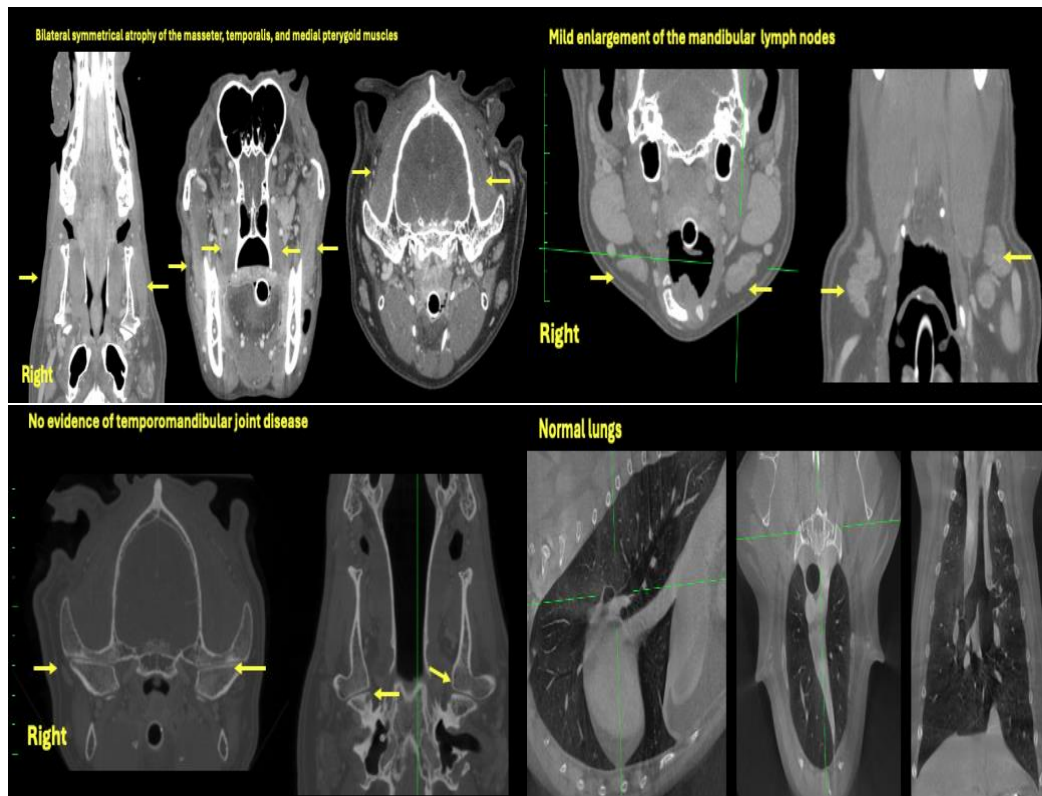 Bilateral symmetrical atrophy of the masseter, temporalis, and medial pterygoid muscles
Right
Mild enlargement of the mandibular lymph nodes
Right
No evidence of temporomandibular joint disease
Right
Normal lungs